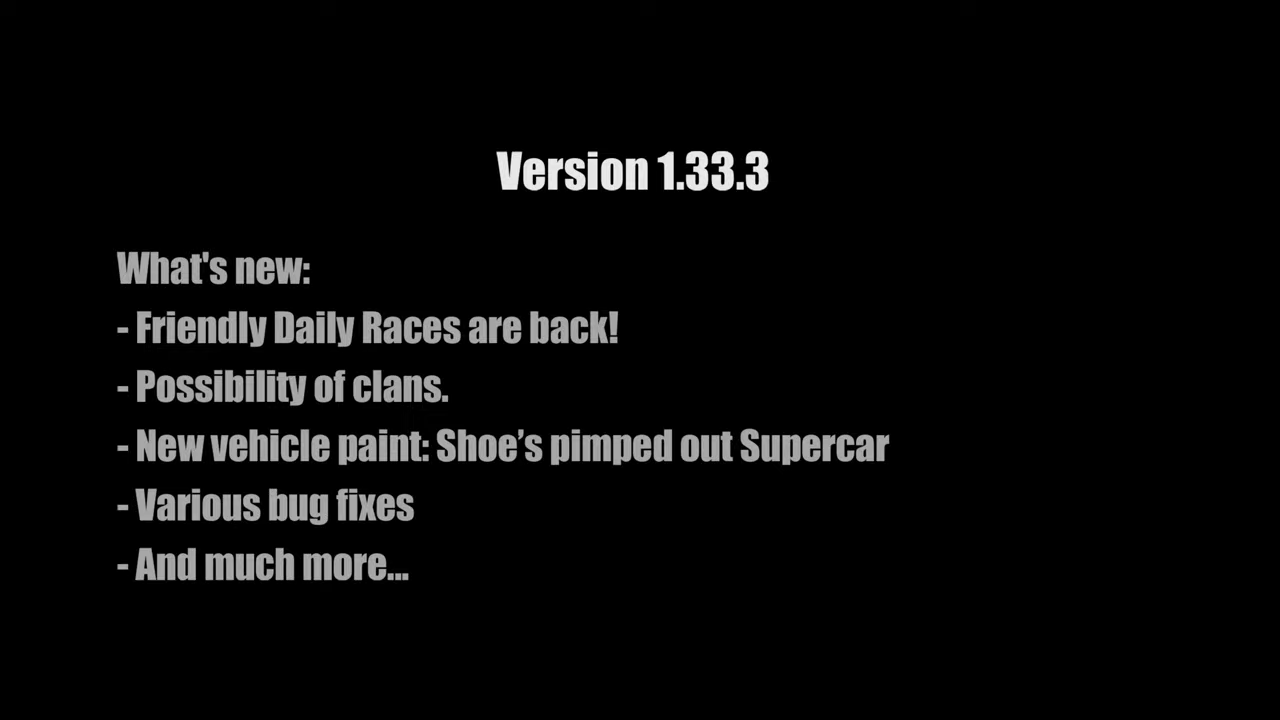 Version 1.33.3
What's new:
- Friendly Daily Races are back!
- Possibility of clans.
- New vehicle paint: Shoe’s pimped out Supercar
- Various bug fixes
- And much more...